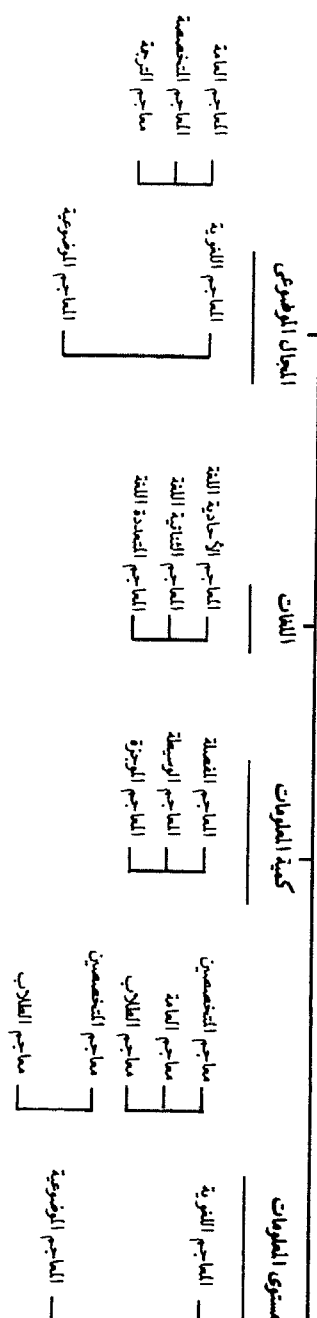 المجال الموضوعى
المعاجم اللغوية
المعاجم العامة
المعاجم المتخصصة
معاجم الترجمة
المعاجم الموضوعية
اللغات
المعاجم الأحادية اللغة
المعاجم الثنائية اللغة
المعاجم المتعددة اللغة
كمية المعلومات
المعاجم المفصلة
المعاجم الوسيطة
المعاجم الموجزة
مستوى المعلومات
المعاجم اللغوية
معاجم المتخصصين
معاجم العامة
معاجم الطلاب
المعاجم الموضوعية
معاجم المتخصصين
معاجم الطلاب